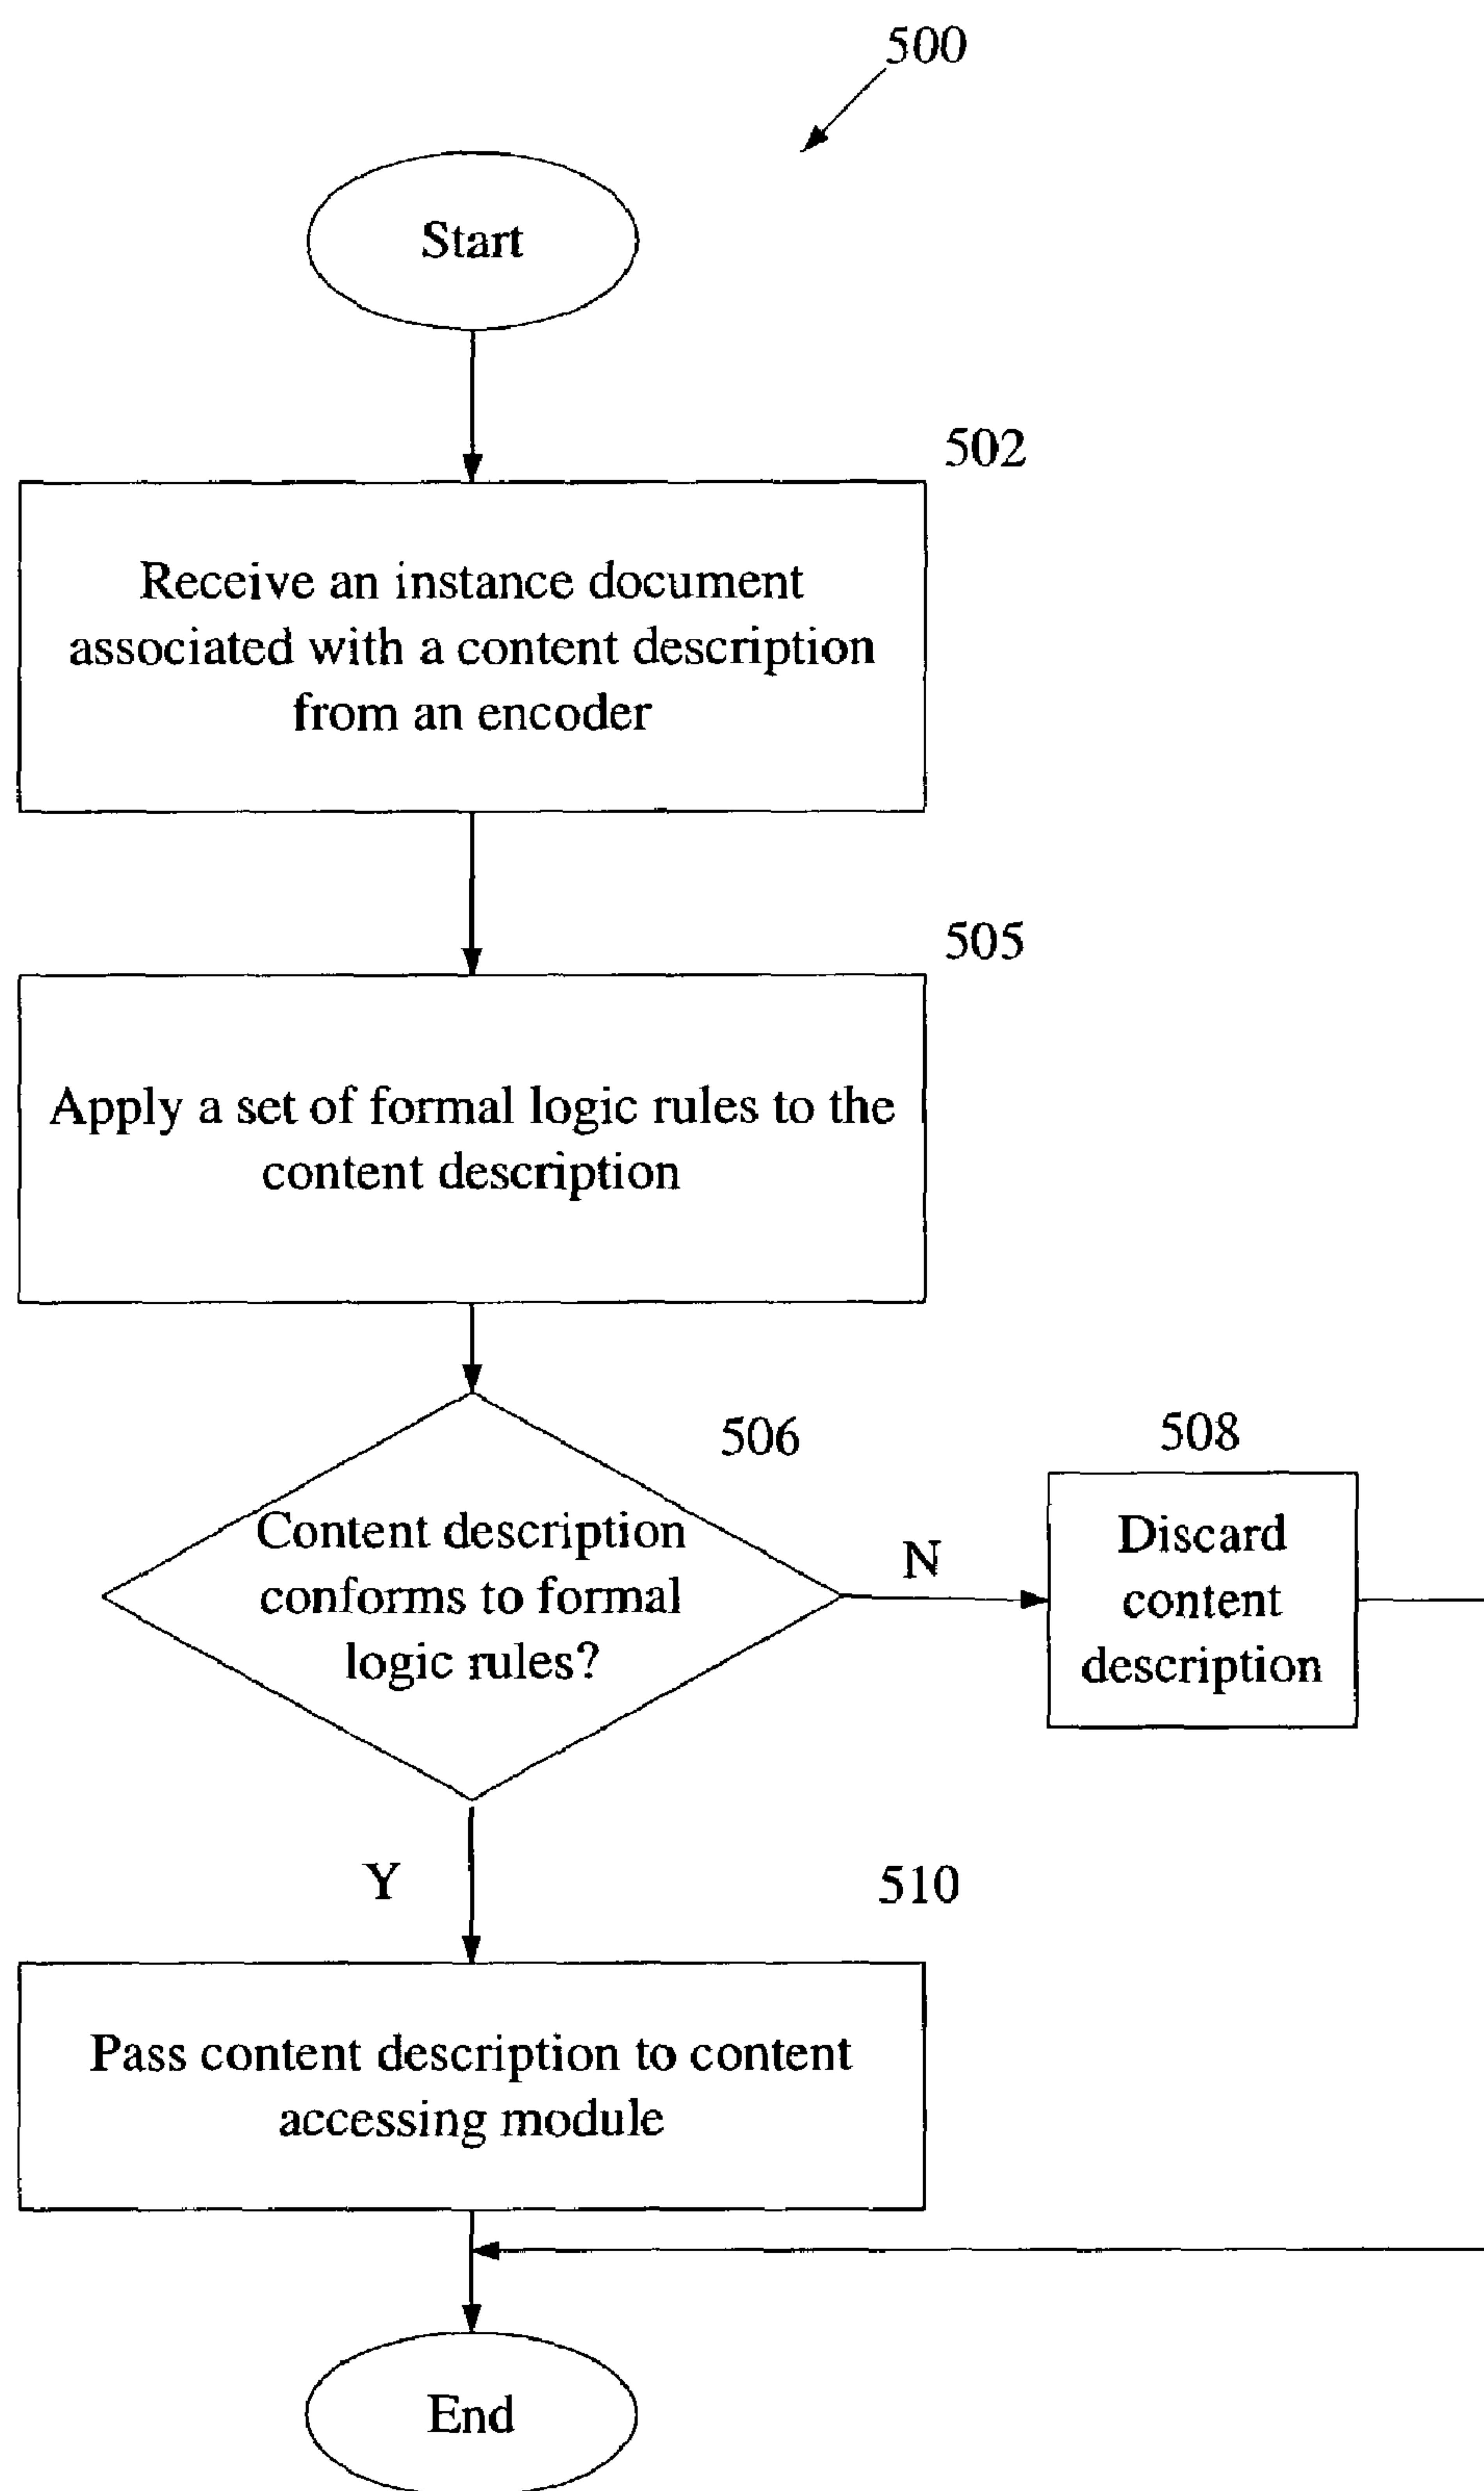 500
Start
502
Receive an instance document
associated with a content description
from an encoder
505
Apply a set of formal logic rules to the
content description
506
Content description
conforms to formal
logic rules?
N
508
Discard
content
description
Y
510
Pass content description to content
accessing module
End